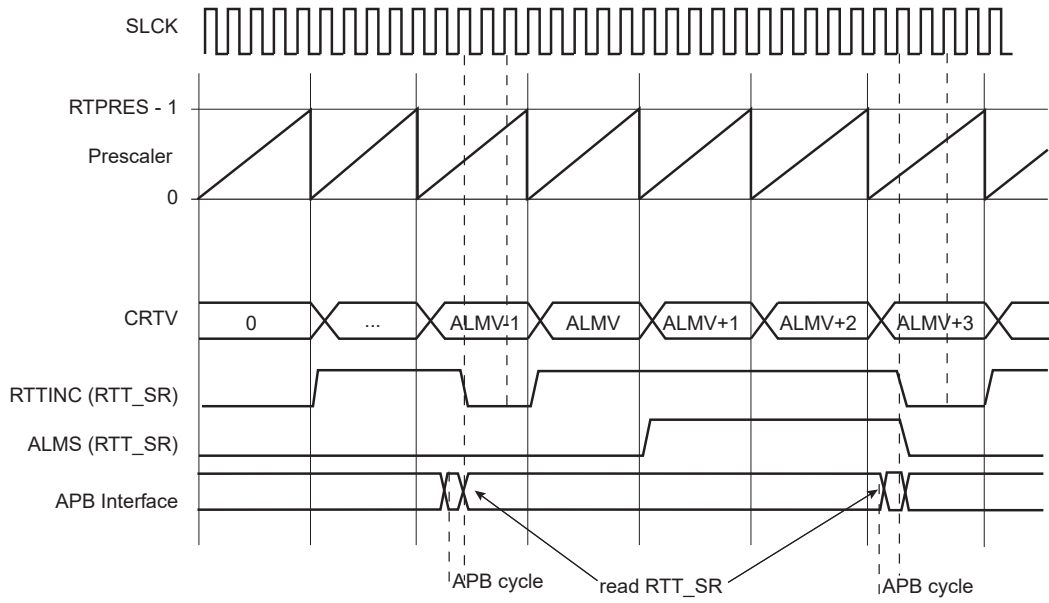 SLCK
RTPRES - 1
Prescaler
0
CRTV
0
...
ALMV-1
ALMV
ALMV+1
ALMV+2
ALMV+3
RTTINC (RTT_SR)
ALMS (RTT_SR)
APB Interface
APB cycle
read RTT_SR
APB cycle